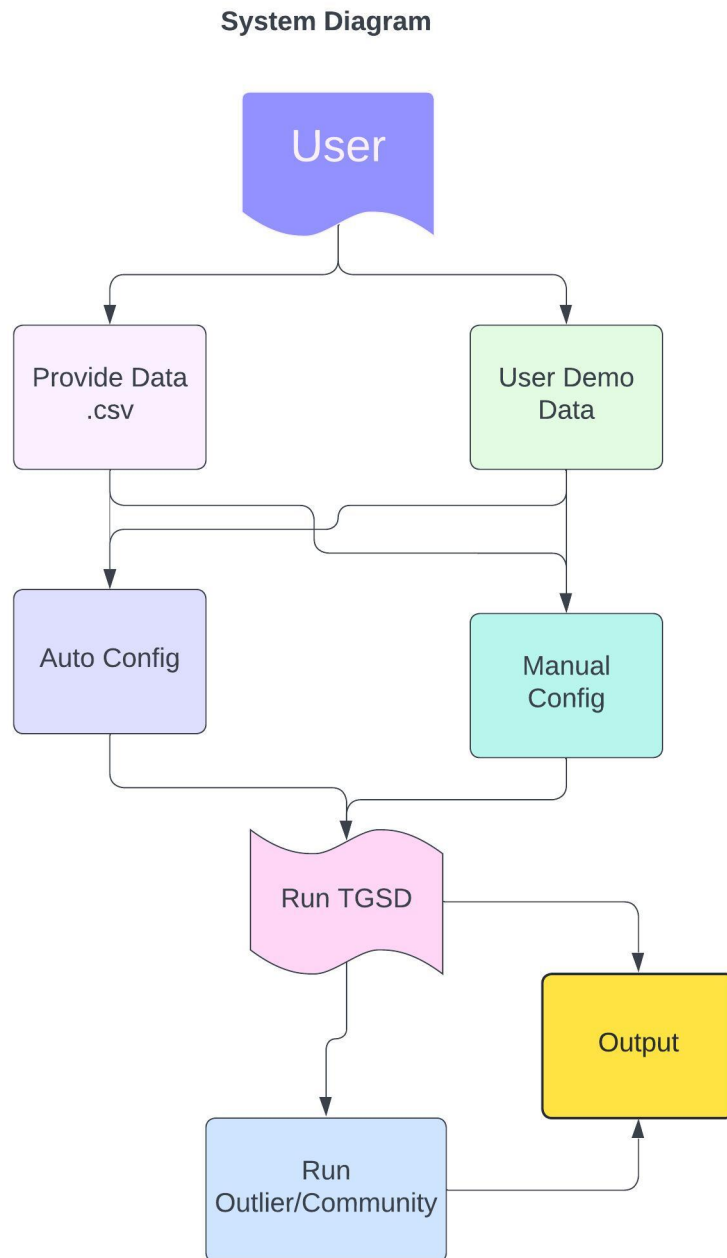 System Diagram
User
Provide Data
.csv
User Demo
Data
Auto Config
Manual
Config
Run TGSD
Output
Run
Outlier/Community